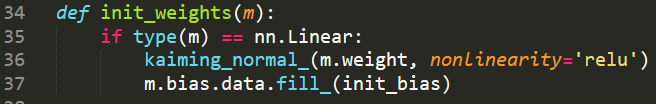 34 def init_weights(m):
35 if type(m) == nn.Linear:
36 kaiming_normal_(m.weight, nonlinearity='relu')
37 m.bias.data.fill_(init_bias)